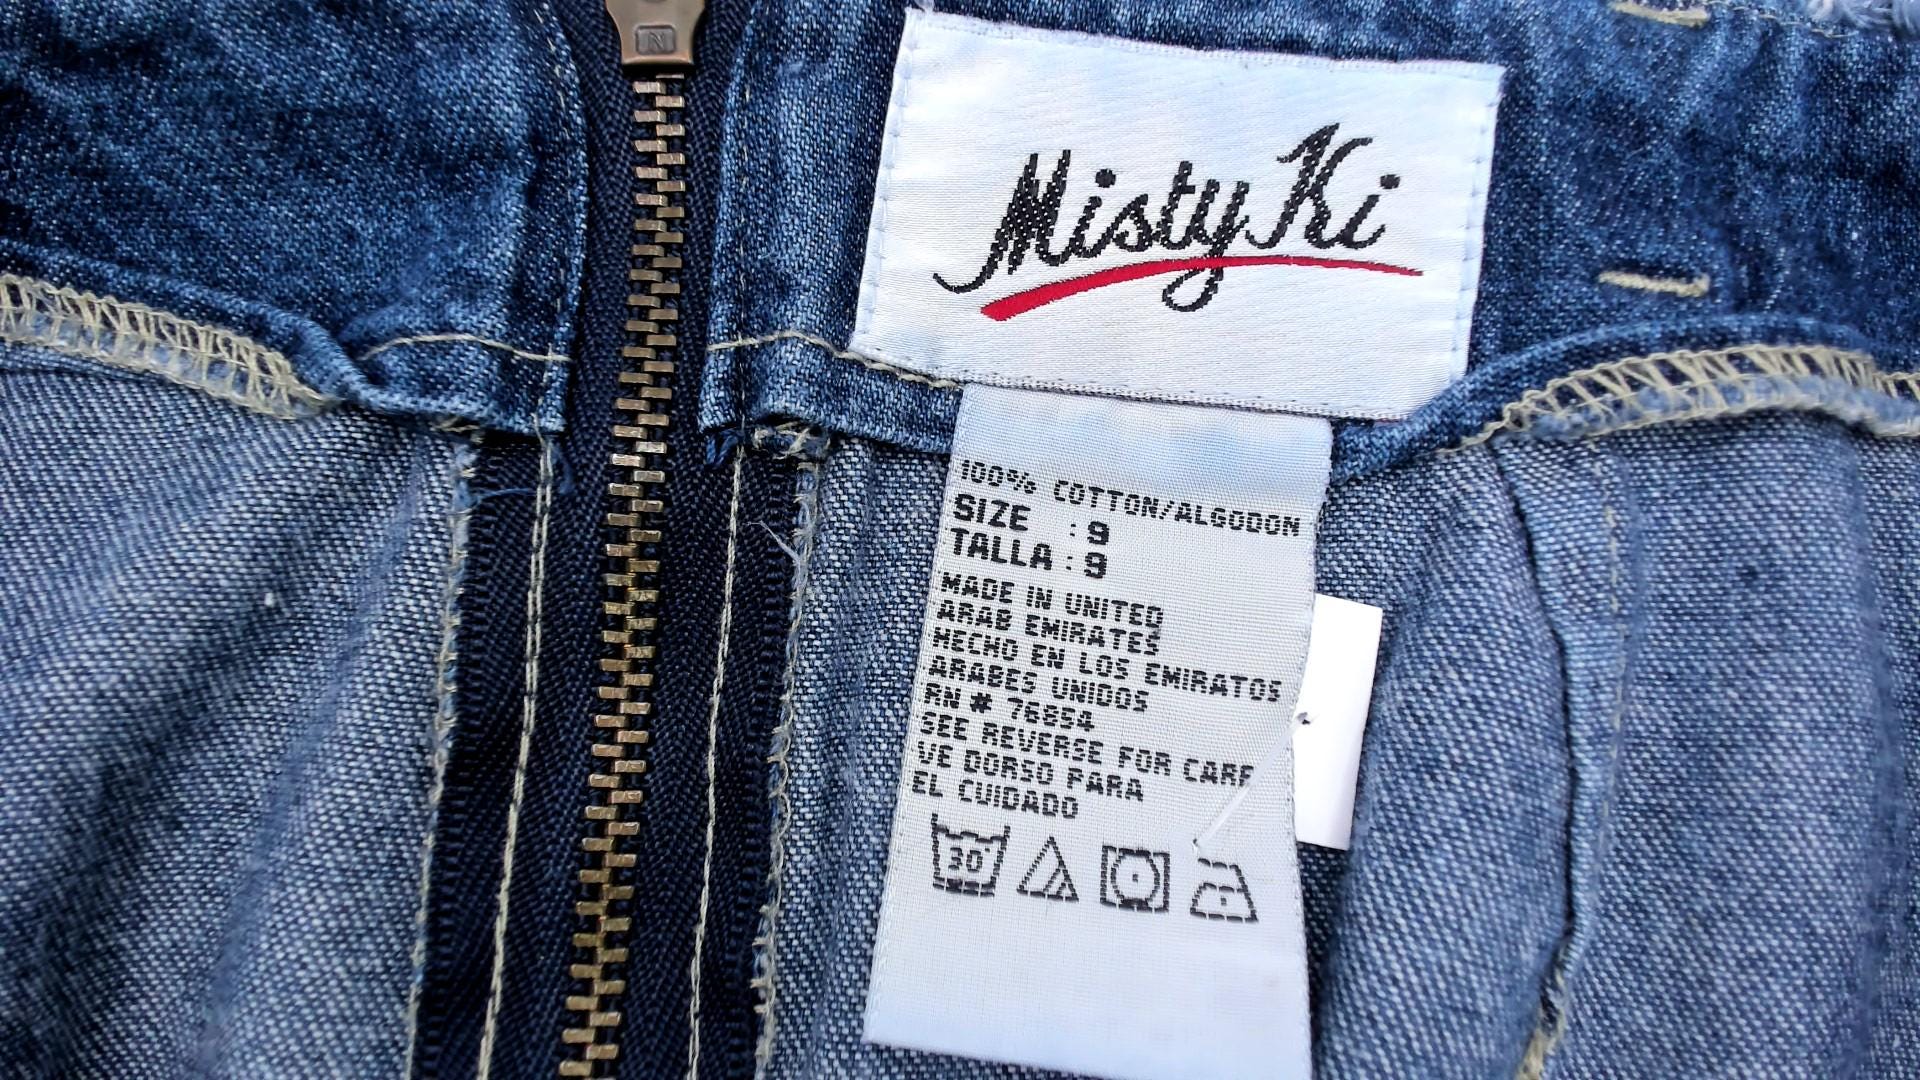 N
Misty Ki
100% COTTON/ALGODON
SIZE : 9
TALLA : 9
MADE IN UNITED
ARAB EMIRATES
HECHO EN LOS EMIRATOS
ARABES UNIDOS
RN # 76854
SEE REVERSE FOR CARE
VE DORSO PARA
EL CUIDADO
30°